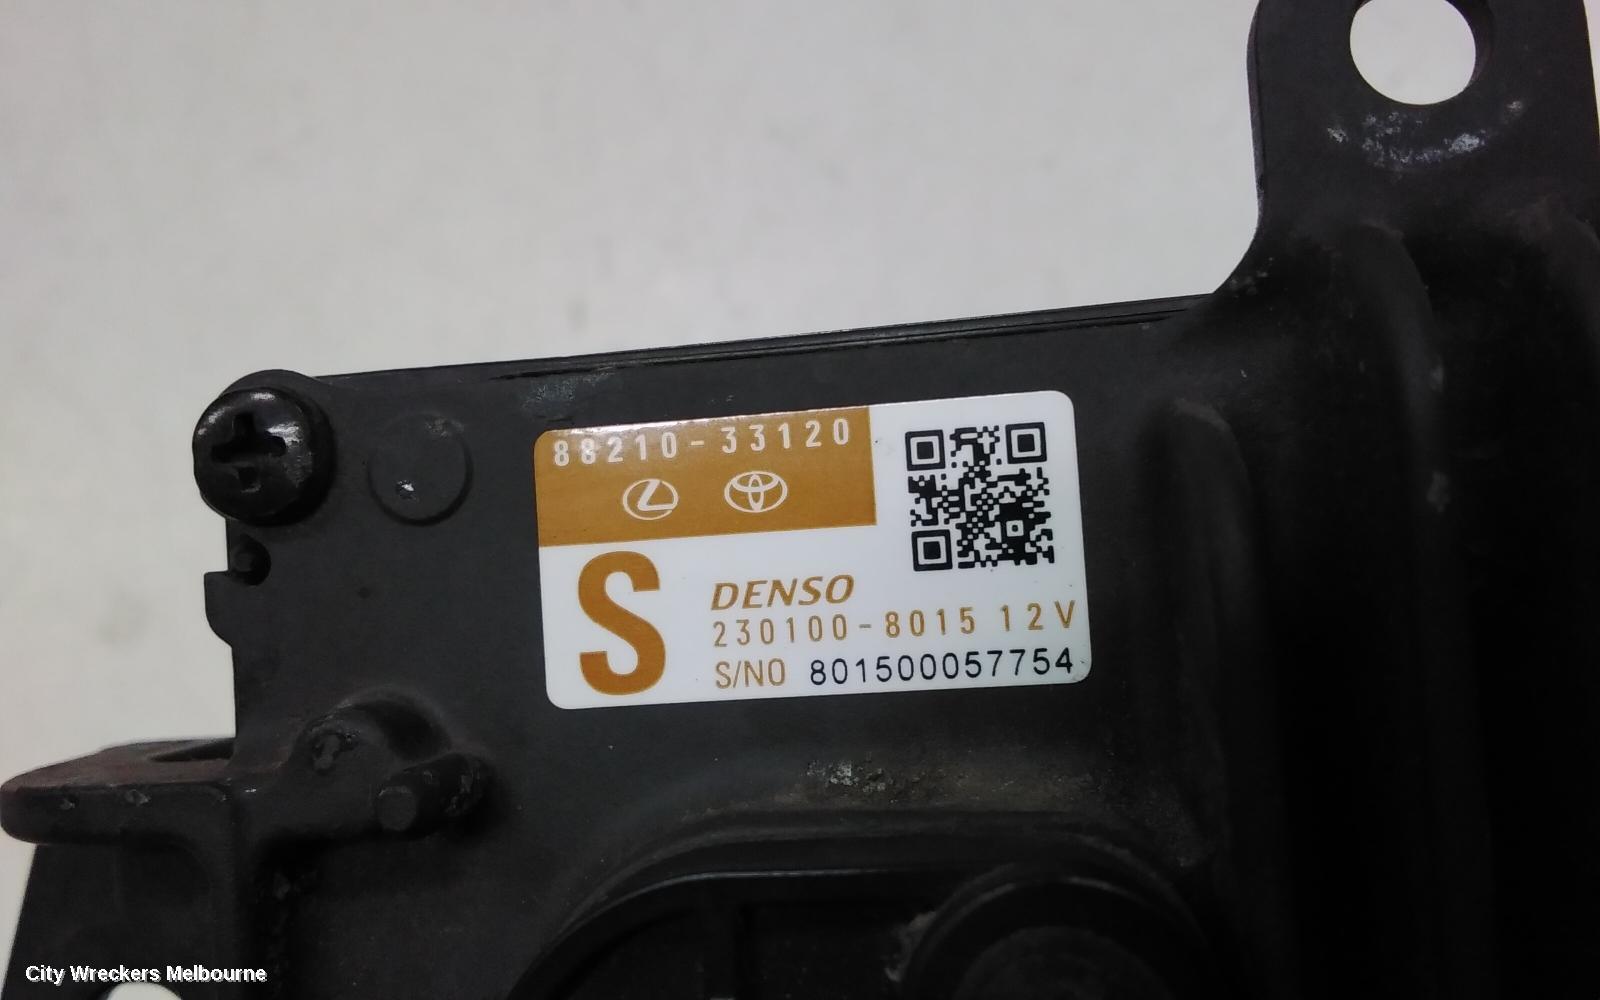 88210-33120
S
DENSO
230100-8015 12V
S/NO 801500057754
City Wreckers Melbourne